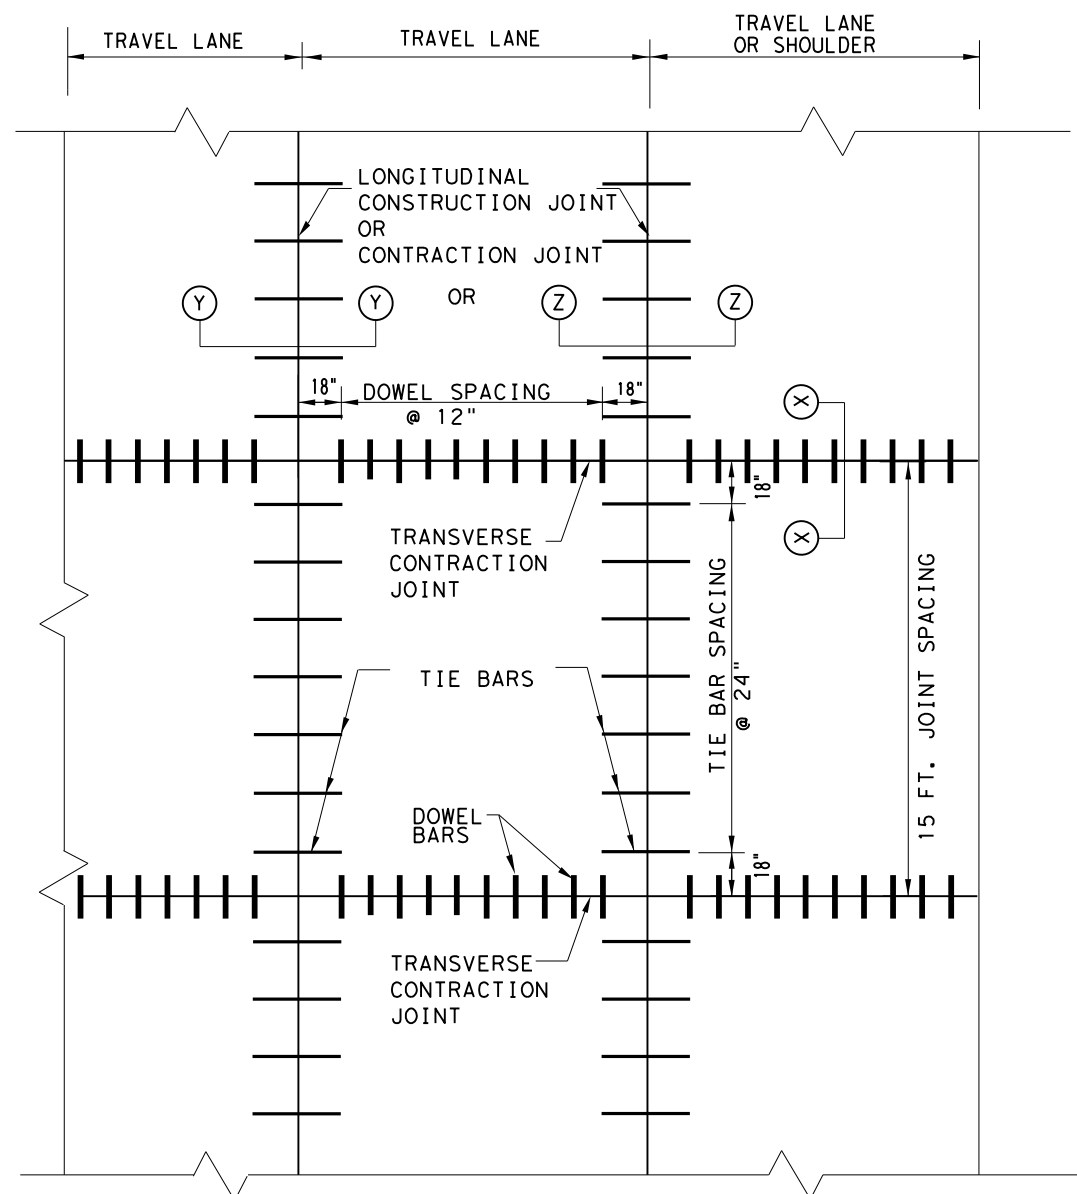 TRAVEL LANE
TRAVEL LANE
TRAVEL LANE
OR SHOULDER
LONGITUDINAL
CONSTRUCTION JOINT
OR
CONTRACTION JOINT
OR
Y
Y
Z
Z
18"
DOWEL SPACING
@ 12"
18"
X
X
18"
TRANSVERSE
CONTRACTION
JOINT
TIE BAR SPACING
@ 24"
15 FT. JOINT SPACING
TIE BARS
DOWEL
BARS
18"
TRANSVERSE
CONTRACTION
JOINT